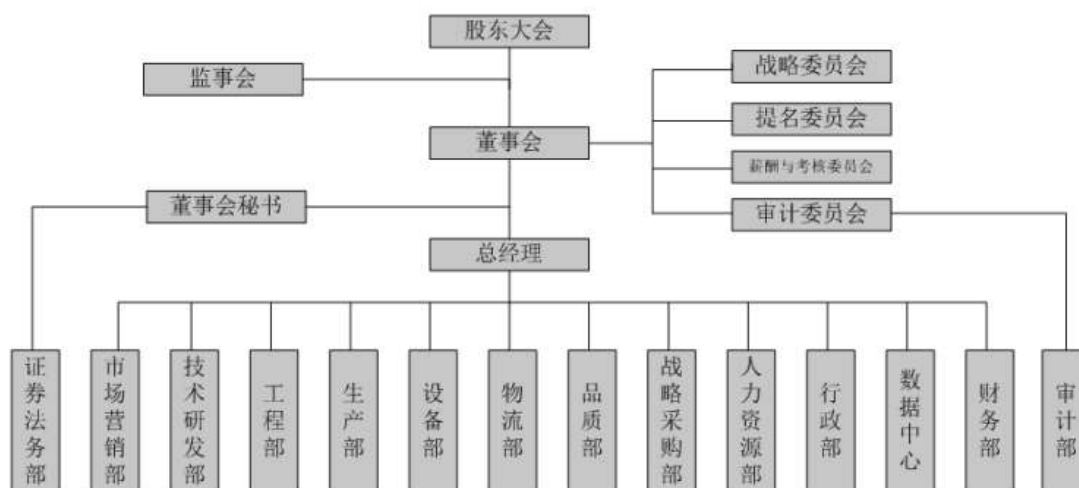 股东大会
监事会
战略委员会
提名委员会
董事会
薪酬与考核委员会
董事会秘书
审计委员会
总经理
证券法务部
市场营销部
技术研发部
工程部
生产部
设备部
物流部
品质部
战略采购部
人力资源部
行政部
数据中心
财务部
审计部